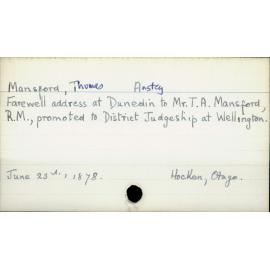 Mansford, Thomas Anstey
Farewell address at Dunedin to Mr. T. A. Mansford,
R.M., promoted to District Judgeship at Wellington.
June 23rd, 1878. Hocken, Otago.